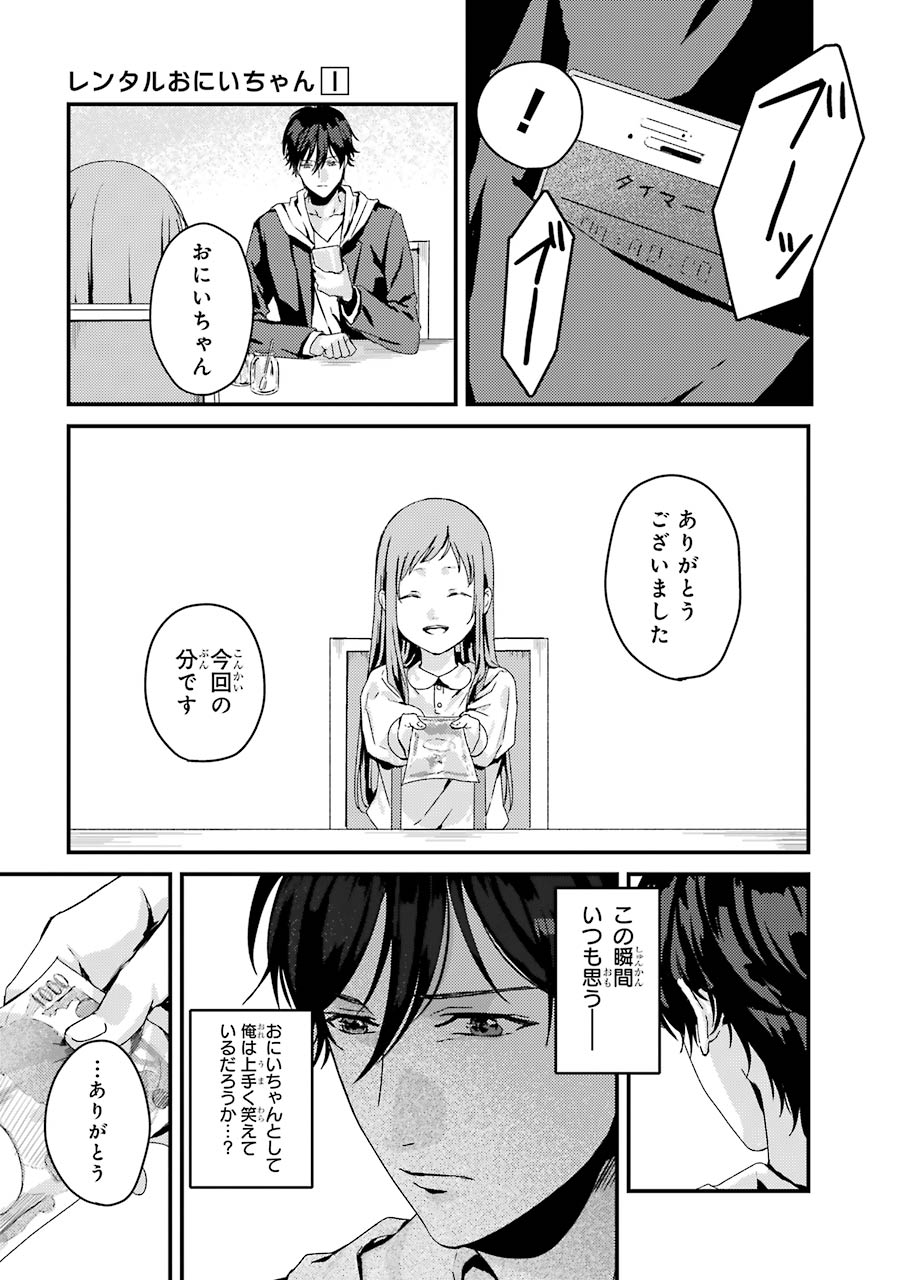 レンタルおにいちゃん1
ブーッ
!
タイマー
00:00:00
ブーッ
おにいちゃん
ありがとう
ございました
今回の
分です
この瞬間
いつも思う――
おにいちゃんとして
俺は上手く笑えて
いるだろうか…?
1000
…ありがとう